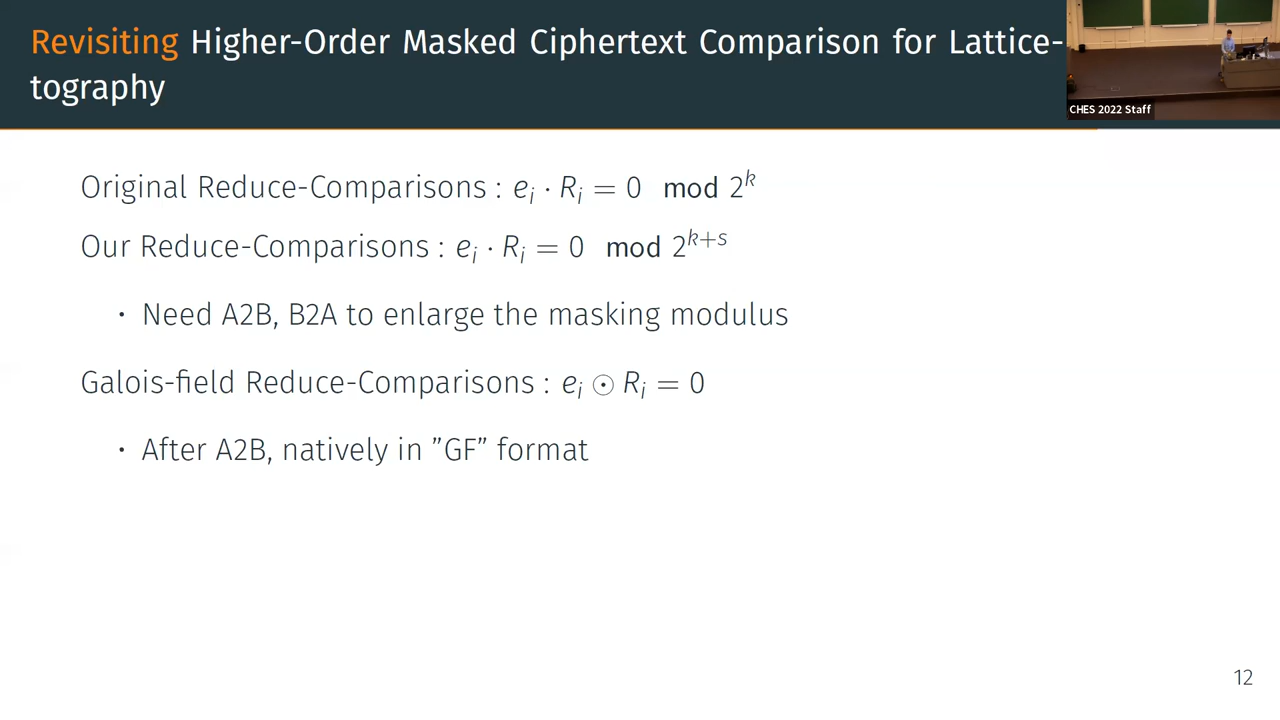 Revisiting Higher-Order Masked Ciphertext Comparison for Lattice-
tography
CHES 2022 Staff
Original Reduce-Comparisons : e_i · R_i = 0 mod 2^k
Our Reduce-Comparisons : e_i · R_i = 0 mod 2^{k+s}
· Need A2B, B2A to enlarge the masking modulus
Galois-field Reduce-Comparisons : e_i ⊙ R_i = 0
· After A2B, natively in ”GF” format
12